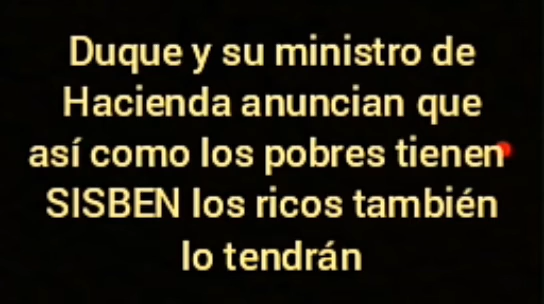 Duque y su ministro de
Hacienda anuncian que
así como los pobres tienen
SISBEN los ricos también
lo tendrán